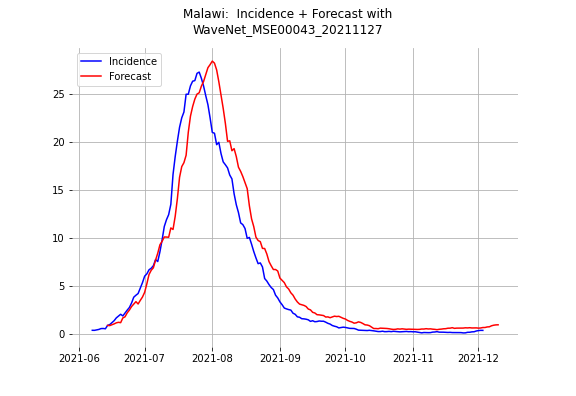 Malawi:  Incidence + Forecast with
WaveNet_MSE00043_20211127
Incidence
Forecast
25
20
15
10
5
0
2021-06 2021-07 2021-08 2021-09 2021-10 2021-11 2021-12